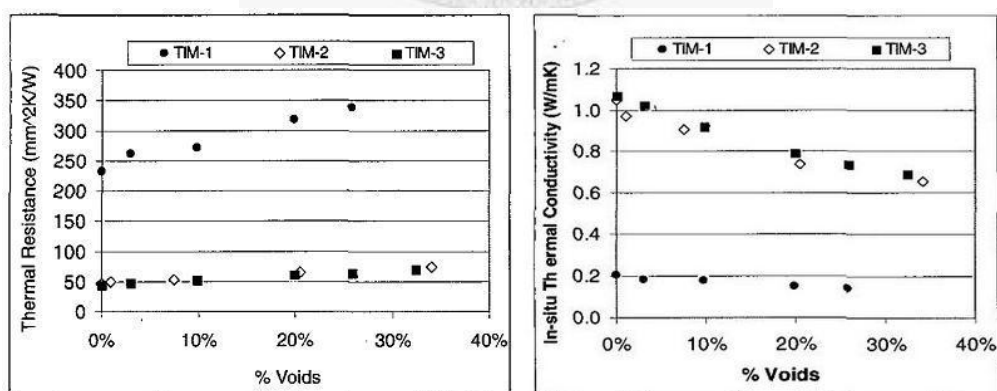 TIM-1 TIM-2 TIM-3
400
350
300
250
200
150
100
50
0
Thermal Resistance (mm^2K/W)
0% 10% 20% 30% 40%
% Voids
TIM-1 TIM-2 TIM-3
1.2
1.0
0.8
0.6
0.4
0.2
0.0
In-situ Th ermal Conductivity (W/mK)
0% 10% 20% 30% 40%
% Voids